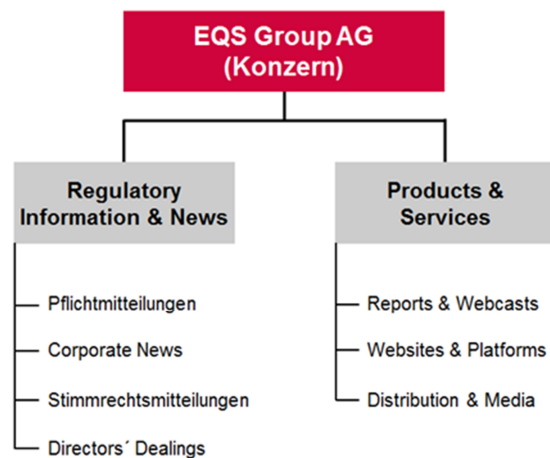 EQS Group AG
(Konzern)
Regulatory
Information & News
Pflichtmitteilungen
Corporate News
Stimmrechtsmitteilungen
Directors´ Dealings
Products &
Services
Reports & Webcasts
Websites & Platforms
Distribution & Media